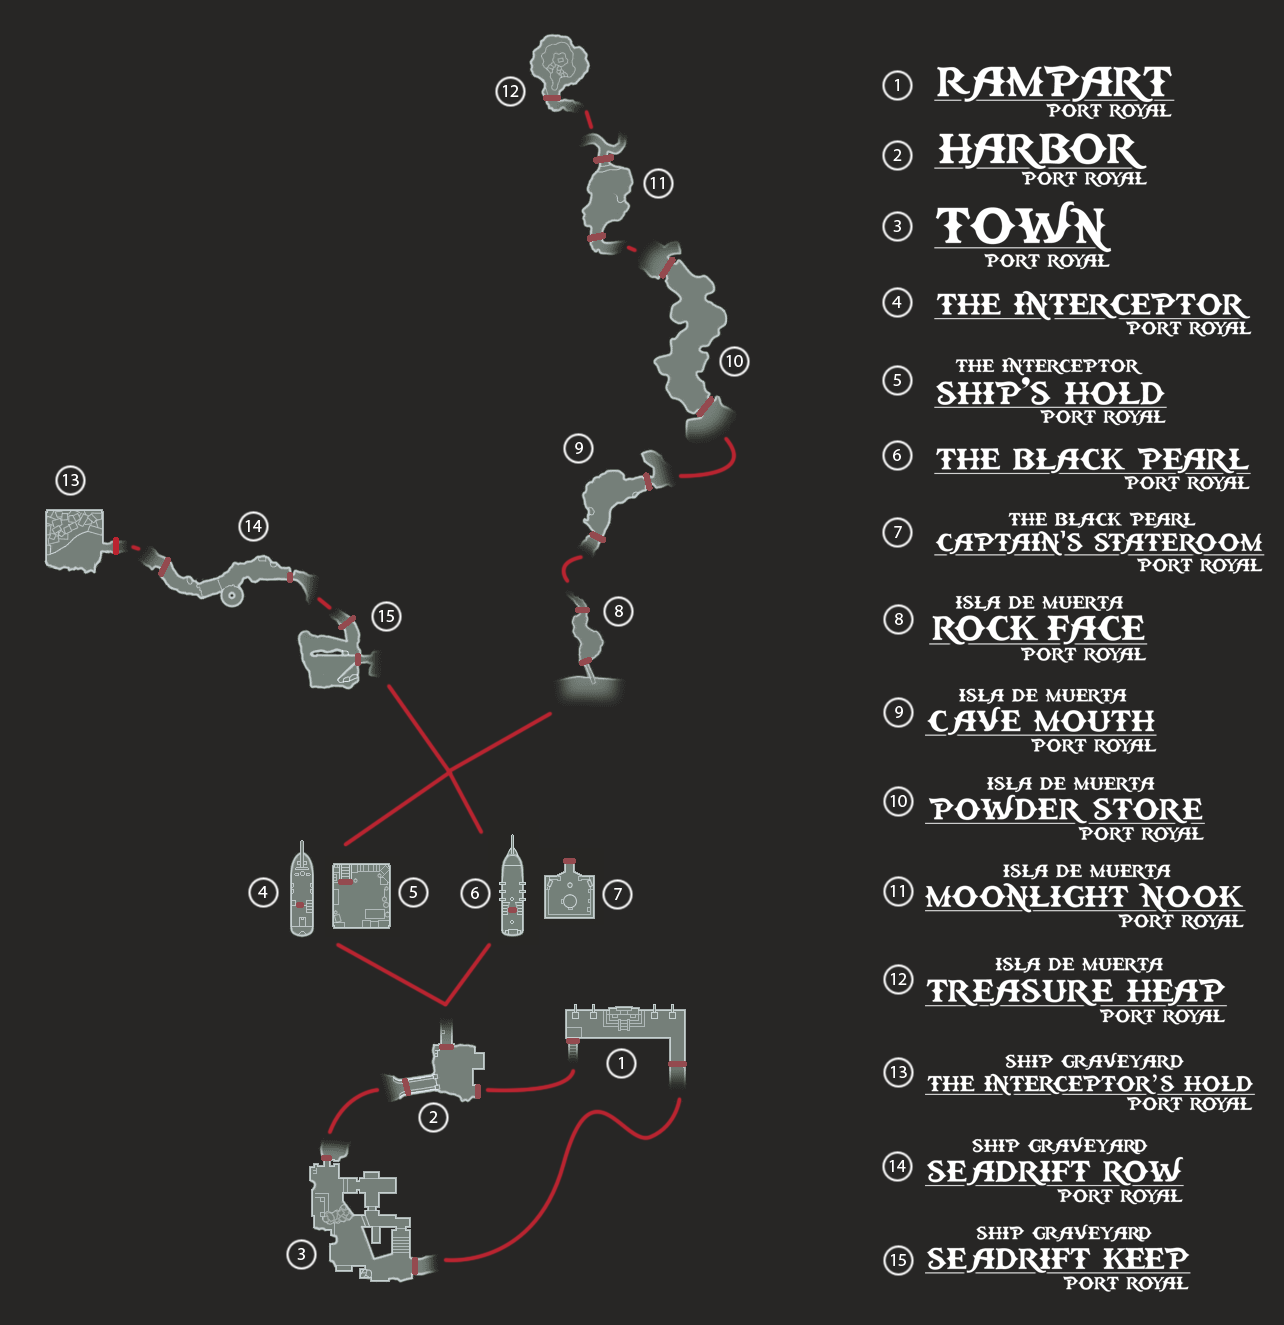 1
RAMPART
PORT ROYAL
2
HARBOR
PORT ROYAL
3
TOWN
PORT ROYAL
4
THE INTERCEPTOR
PORT ROYAL
5
THE INTERCEPTOR
SHIP'S HOLD
PORT ROYAL
6
THE BLACK PEARL
PORT ROYAL
7
THE BLACK PEARL
CAPTAIN'S STATEROOM
PORT ROYAL
8
ISLA DE MUERTA
ROCK FACE
PORT ROYAL
9
ISLA DE MUERTA
CAVE MOUTH
PORT ROYAL
10
ISLA DE MUERTA
POWDER STORE
PORT ROYAL
11
ISLA DE MUERTA
MOONLIGHT NOOK
PORT ROYAL
12
ISLA DE MUERTA
TREASURE HEAP
PORT ROYAL
13
SHIP GRAVEYARD
THE INTERCEPTOR'S HOLD
PORT ROYAL
14
SHIP GRAVEYARD
SEADRIFT ROW
PORT ROYAL
15
SHIP GRAVEYARD
SEADRIFT KEEP
PORT ROYAL
12
11
10
9
13
14
15
8
4
5
6
7
1
2
3